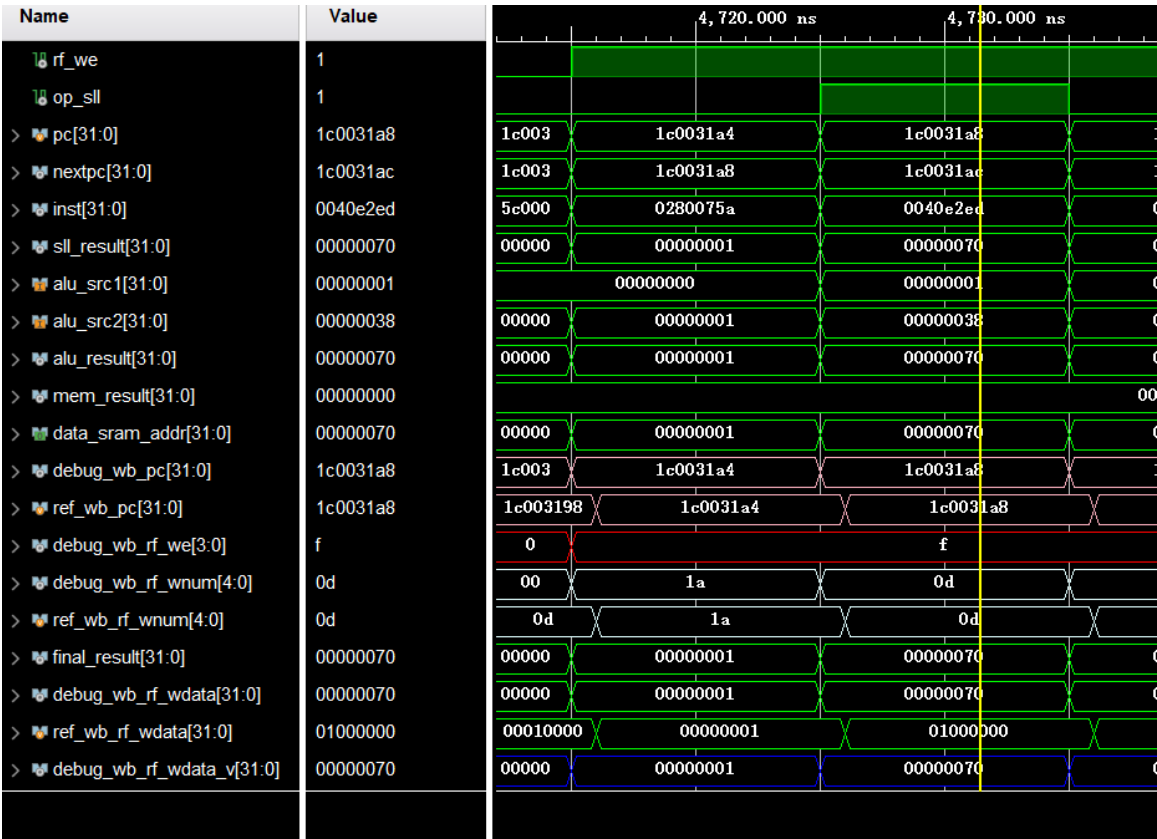 Name Value 4,720.000 ns 4,730.000 ns
rf_we 1
op_sll 1
pc[31:0] 1c0031a8 1c003 1c0031a4 1c0031a8
nextpc[31:0] 1c0031ac 1c003 1c0031a8 1c0031ac
inst[31:0] 0040e2ed 5c000 0280075a 0040e2ed
sll_result[31:0] 00000070 00000 00000001 00000070
alu_src1[31:0] 00000001 00000000 00000001
alu_src2[31:0] 00000038 00000 00000001 00000038
alu_result[31:0] 00000070 00000 00000001 00000070
mem_result[31:0] 00000000 00
data_sram_addr[31:0] 00000070 00000 00000001 00000070
debug_wb_pc[31:0] 1c0031a8 1c003 1c0031a4 1c0031a8
ref_wb_pc[31:0] 1c0031a8 1c003198 1c0031a4 1c0031a8
debug_wb_rf_we[3:0] f 0 f
debug_wb_rf_wnum[4:0] 0d 00 1a 0d
ref_wb_rf_wnum[4:0] 0d 0d 1a 0d
final_result[31:0] 00000070 00000 00000001 00000070
debug_wb_rf_wdata[31:0] 00000070 00000 00000001 00000070
ref_wb_rf_wdata[31:0] 01000000 00010000 00000001 01000000
debug_wb_rf_wdata_v[31:0] 00000070 00000 00000001 00000070